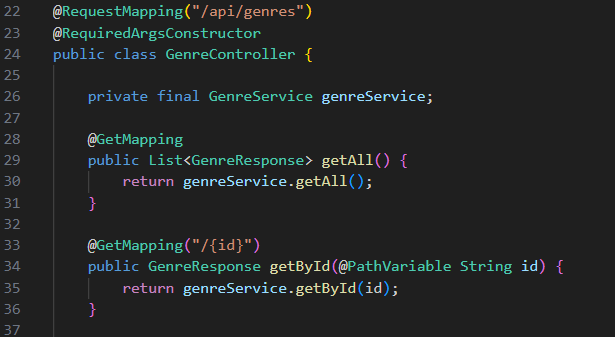 22 @RequestMapping("/api/genres")
23 @RequiredArgsConstructor
24 public class GenreController {
25
26     private final GenreService genreService;
27
28     @GetMapping
29     public List<GenreResponse> getAll() {
30         return genreService.getAll();
31     }
32
33     @GetMapping("/{id}")
34     public GenreResponse getById(@PathVariable String id) {
35         return genreService.getById(id);
36     }
37